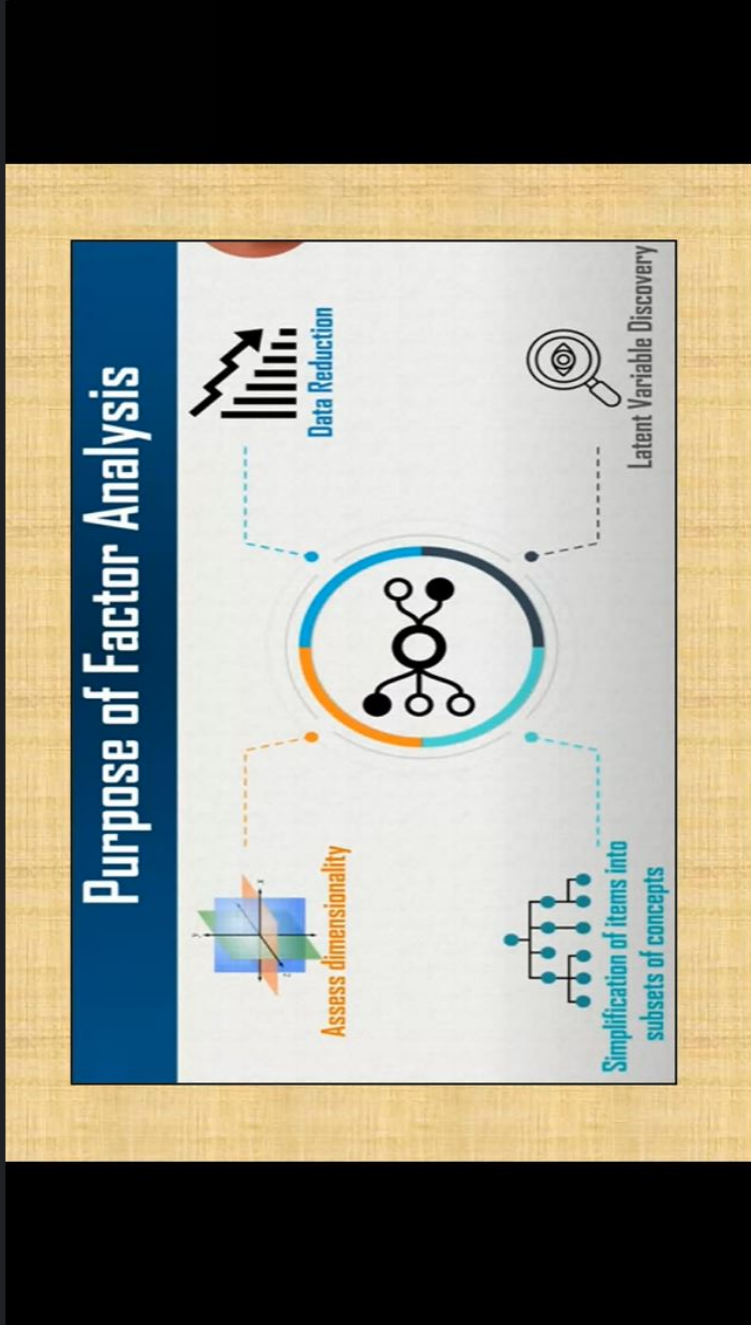 Purpose of Factor Analysis
Assess dimensionality
Data Reduction
Simplification of items into
subsets of concepts
Latent Variable Discovery